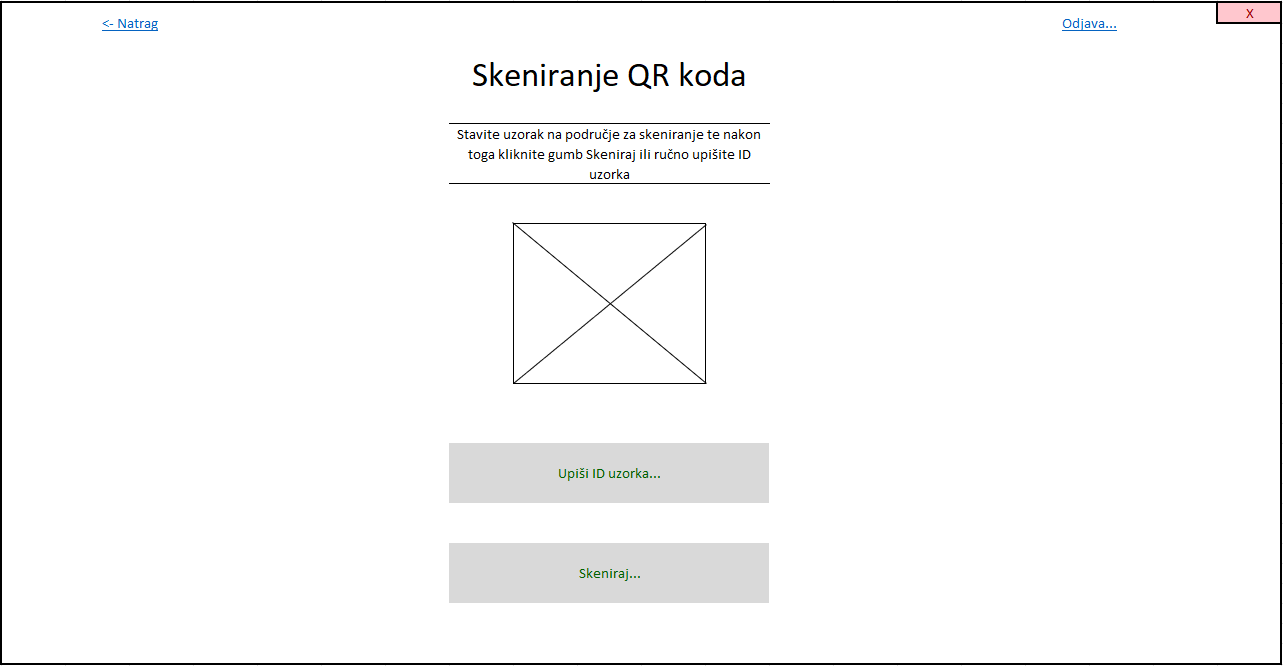 <- Natrag
Odjava...
X
Skeniranje QR koda
Stavite uzorak na područje za skeniranje te nakon
toga kliknite gumb Skeniraj ili ručno upišite ID
uzorka
Upiši ID uzorka...
Skeniraj...